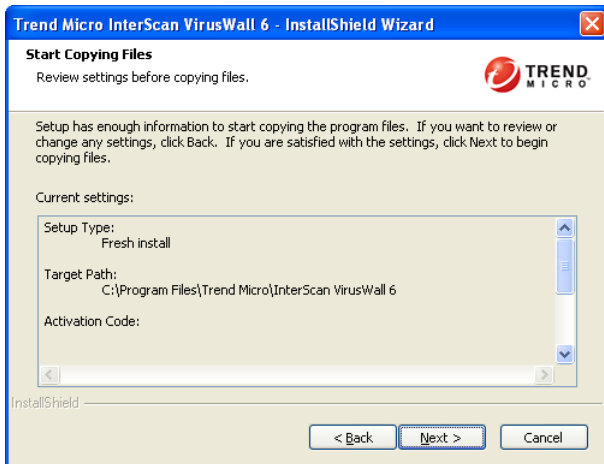 Trend Micro InterScan VirusWall 6 - InstallShield Wizard
Start Copying Files
Review settings before copying files.
TREND
MICRO
Setup has enough information to start copying the program files. If you want to review or
change any settings, click Back. If you are satisfied with the settings, click Next to begin
copying files.
Current settings:
Setup Type:
Fresh install
Target Path:
C:\Program Files\Trend Micro\InterScan VirusWall 6
Activation Code:
InstallShield
< Back
Next >
Cancel